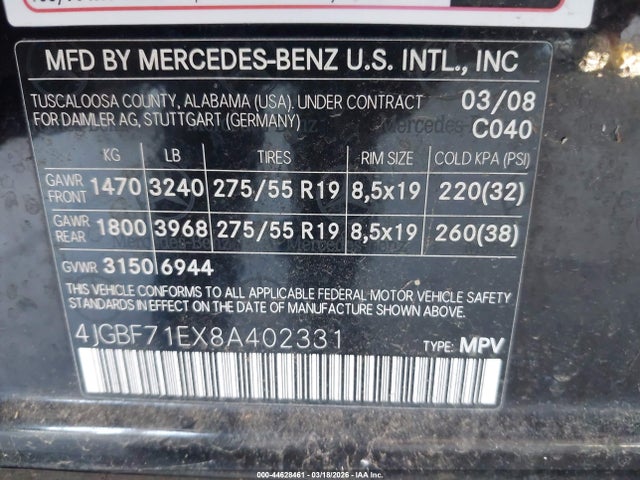 MFD BY MERCEDES-BENZ U.S. INTL., INC
TUSCALOOSA COUNTY, ALABAMA (USA). UNDER CONTRACT 03/08
FOR DAIMLER AG, STUTTGART (GERMANY) C040
KG LB TIRES RIM SIZE COLD KPA (PSI)
GAWR FRONT 1470 3240 275/55 R19 8,5x19 220(32)
GAWR REAR 1800 3968 275/55 R19 8,5x19 260(38)
GVWR 3150 6944
THIS VEHICLE CONFORMS TO ALL APPLICABLE FEDERAL MOTOR VEHICLE SAFETY
STANDARDS IN EFFECT ON THE DATE OF MANUFACTURE SHOWN ABOVE.
4JGBF71EX8A402331 TYPE: MPV
000-44628461 | 03/18/2026 - IAA Holdings, LLC.